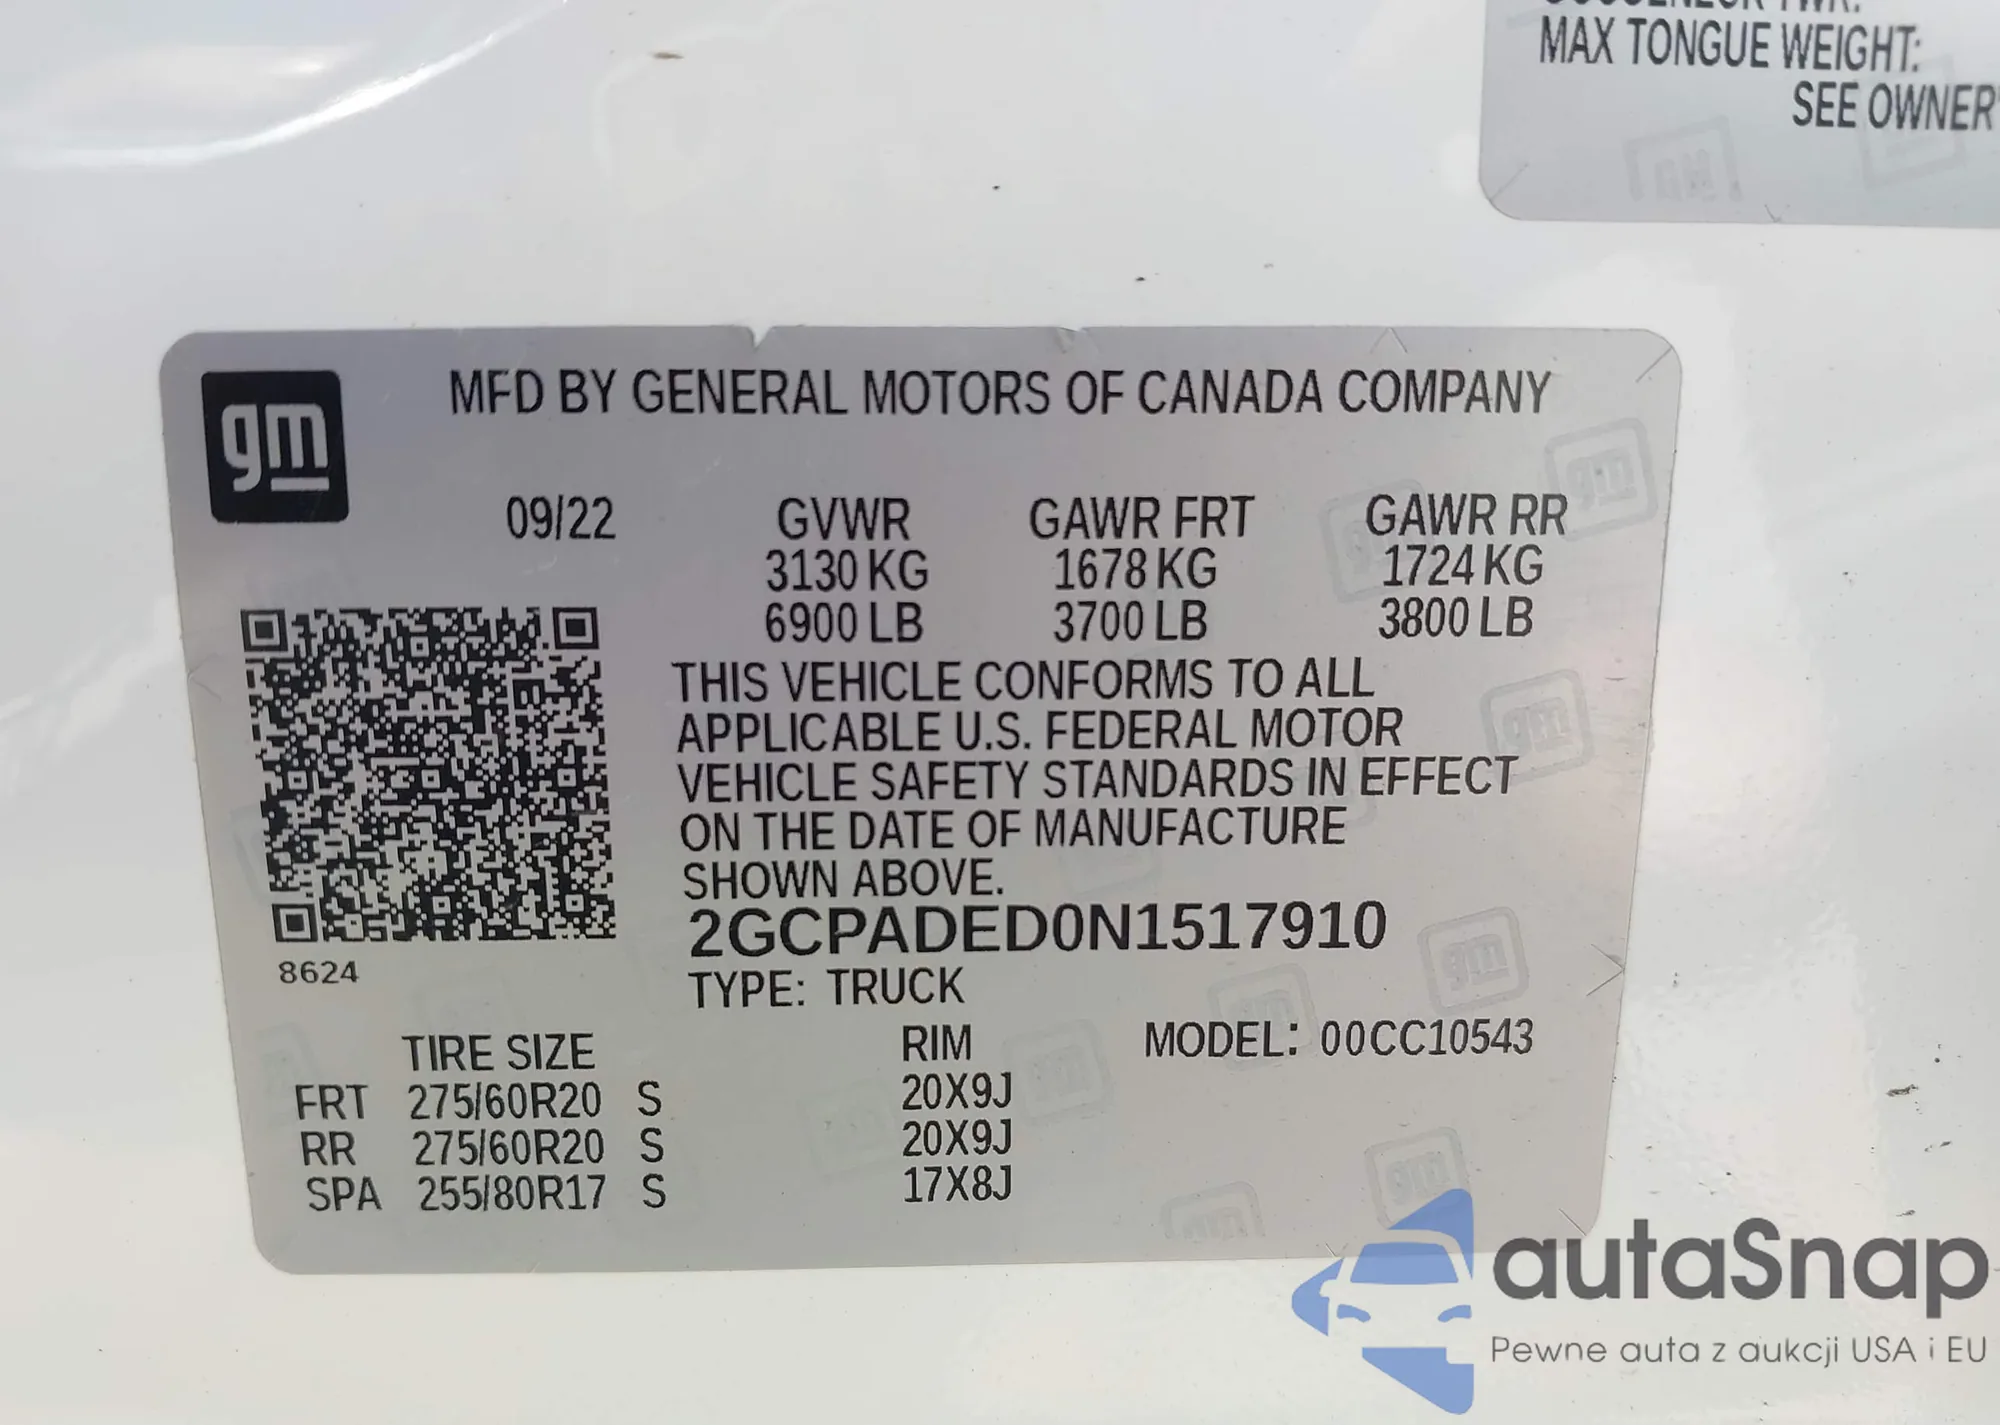 MAX TONGUE WEIGHT:
SEE OWNER'
gm
MFD BY GENERAL MOTORS OF CANADA COMPANY
09/22 GVWR GAWR FRT GAWR RR
3130 KG 1678 KG 1724 KG
6900 LB 3700 LB 3800 LB
THIS VEHICLE CONFORMS TO ALL
APPLICABLE U.S. FEDERAL MOTOR
VEHICLE SAFETY STANDARDS IN EFFECT
ON THE DATE OF MANUFACTURE
SHOWN ABOVE.
2GCPADED0N1517910
8624
TYPE: TRUCK
TIRE SIZE RIM MODEL: 00CC10543
FRT 275/60R20 S 20X9J
RR 275/60R20 S 20X9J
SPA 255/80R17 S 17X8J
autaSnap
Pewne auta z aukcji USA i EU